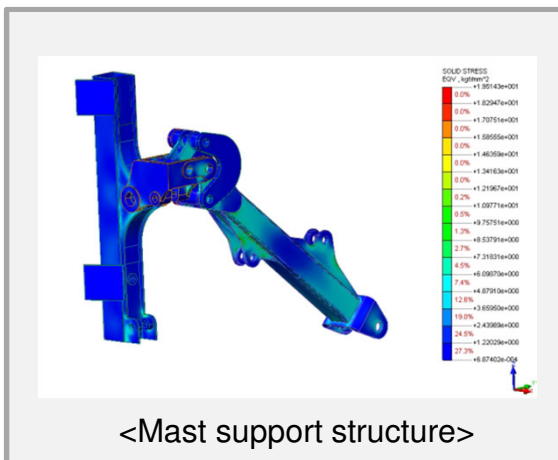 SOLID STRESS
EQV , kgf/mm^2
+1.95143e+001
0.0%
+1.82947e+001
0.0%
+1.70751e+001
0.0%
+1.58555e+001
0.0%
+1.46359e+001
0.0%
+1.34163e+001
0.0%
+1.21967e+001
0.2%
+1.09771e+001
0.5%
+9.75751e+000
1.3%
+8.53791e+000
2.7%
+7.31831e+000
4.5%
+6.09870e+000
7.4%
+4.87910e+000
12.6%
+3.65950e+000
19.0%
+2.43989e+000
24.5%
+1.22029e+000
27.3%
+6.87402e-004
<Mast support structure>